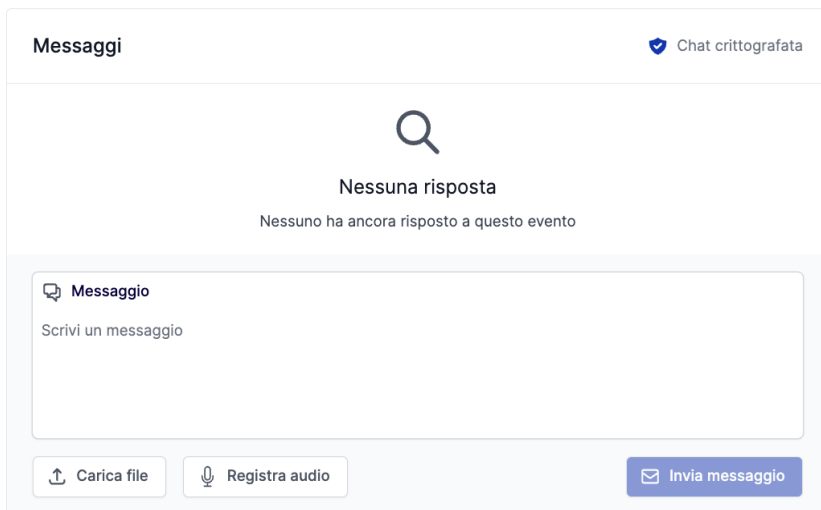 Messaggi
Chat crittografata
Nessuna risposta
Nessuno ha ancora risposto a questo evento
Messaggio
Scrivi un messaggio
Carica file
Registra audio
Invia messaggio